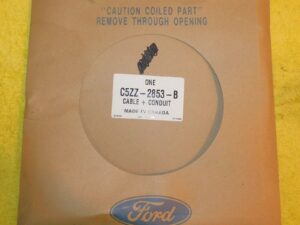 "CAUTION COILED PART"
REMOVE THROUGH OPENING
ONE
C5ZZ-2853-B
CABLE + CONDUIT
MADE IN CANADA
Ford